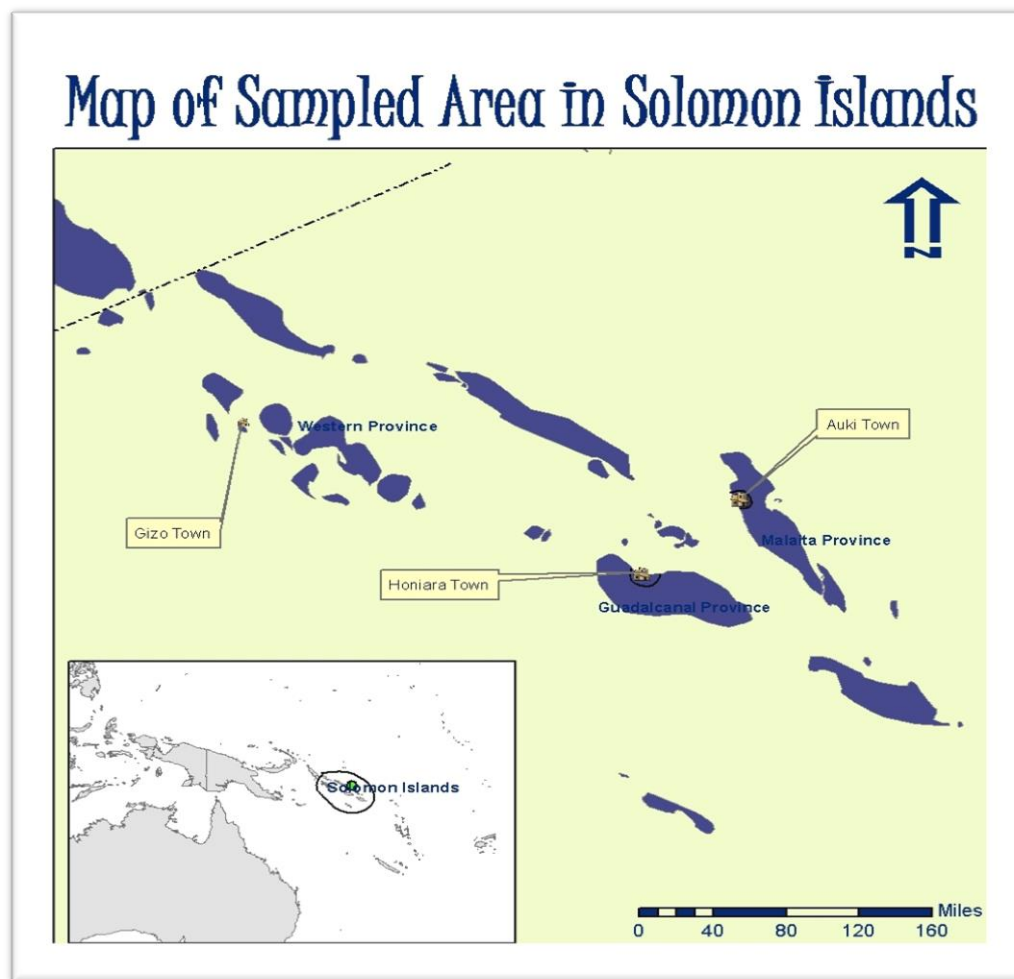 Map of Sampled Area in Solomon Islands
N
Auki Town
Western Province
Gizo Town
Malaita Province
Honiara Town
Guadalcanal Province
Solomon Islands
Miles
0 40 80 120 160